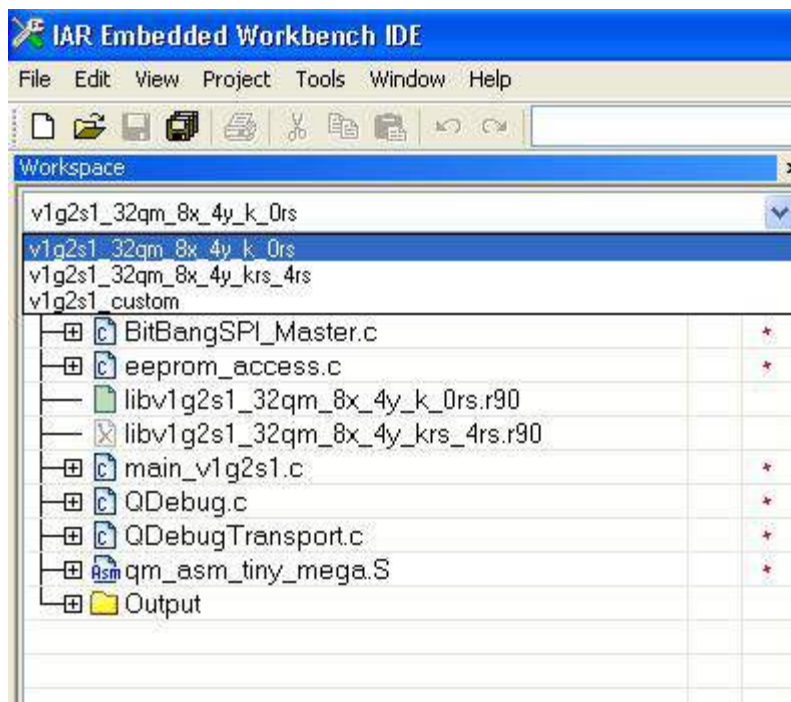 IAR Embedded Workbench IDE
File Edit View Project Tools Window Help
Workspace
v1g2s1_32qm_8x_4y_k_0rs
v1g2s1_32qm_8x_4y_k_0rs
v1g2s1_32qm_8x_4y_krs_4rs
v1g2s1_custom
BitBangSPI_Master.c
eeprom_access.c
libv1g2s1_32qm_8x_4y_k_0rs.r90
libv1g2s1_32qm_8x_4y_krs_4rs.r90
main_v1g2s1.c
QDebug.c
QDebugTransport.c
qm_asm_tiny_mega.S
Output